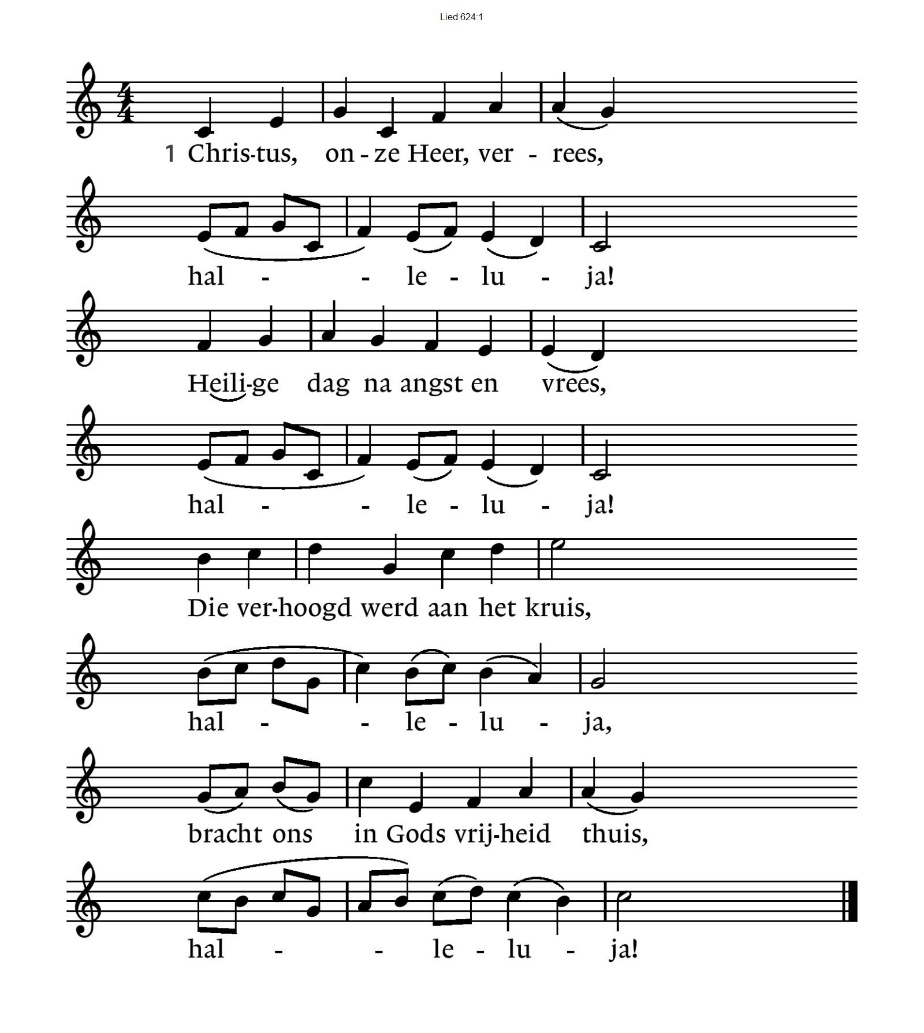 Lied 624:1
1 Chris-tus, on-ze Heer, ver - rees,
hal - - le - lu - ja!
Heili-ge dag na angst en vrees,
hal - - le - lu - ja!
Die ver-hoogd werd aan het kruis,
hal - - le - lu - ja,
bracht ons in Gods vrij-heid thuis,
hal - - le - lu - ja!